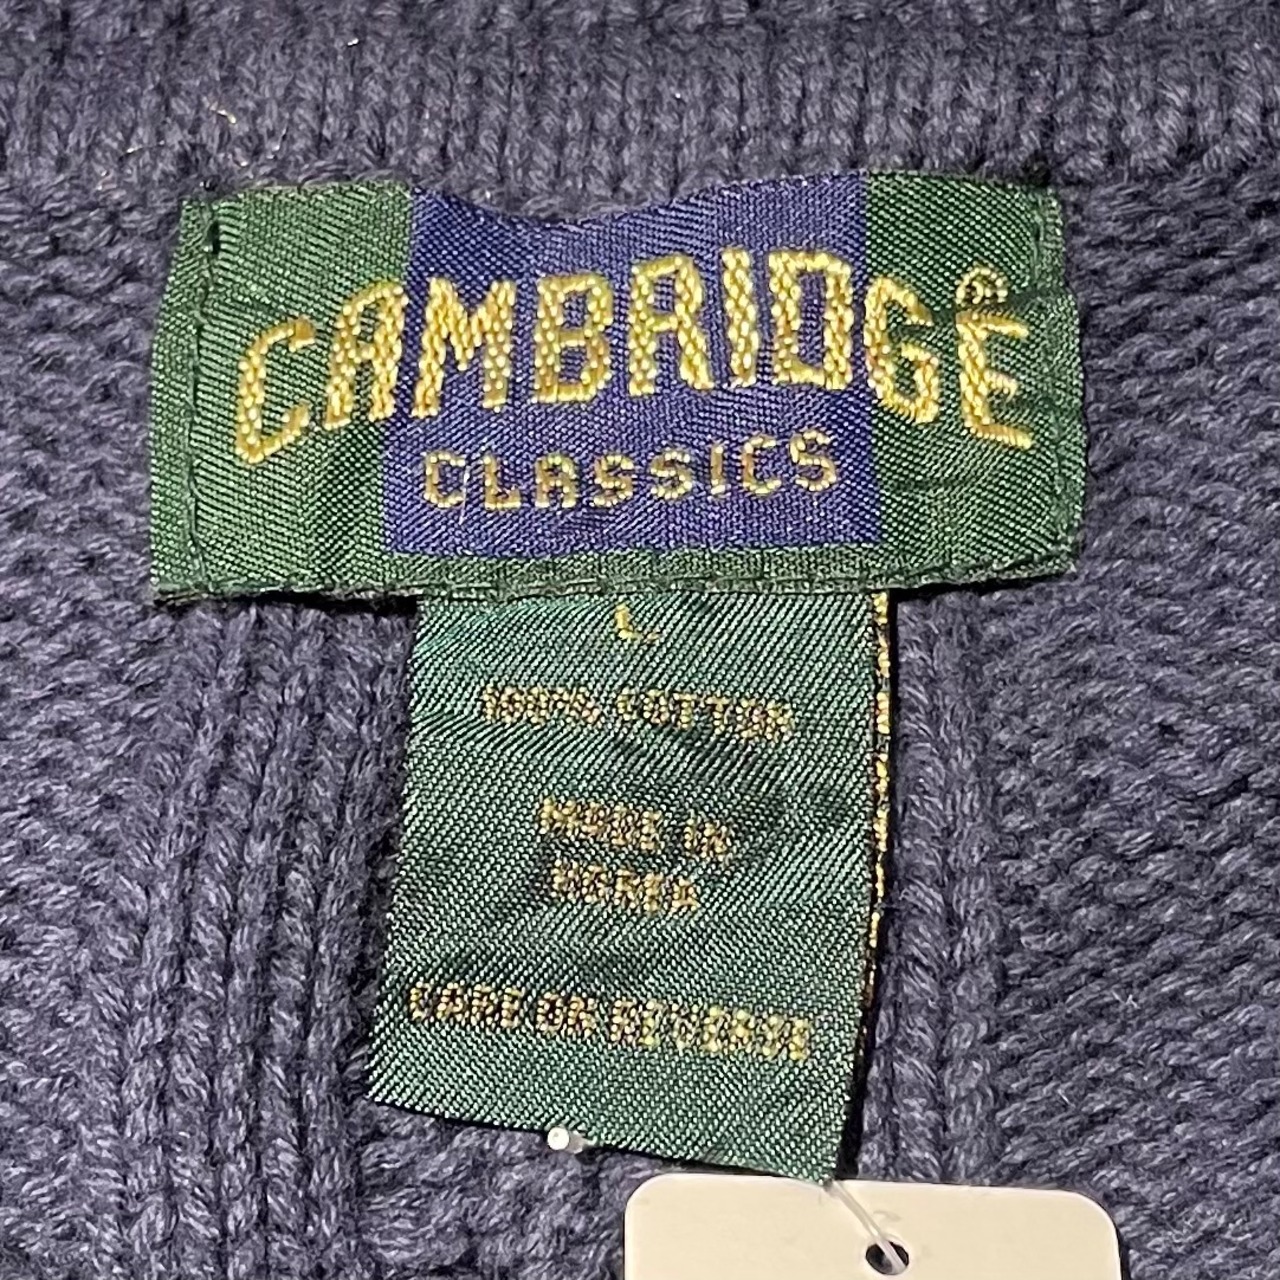 CAMBRIDGE®
CLASSICS
L
100% COTTON
MADE IN
KOREA
CARE ON REVERSE